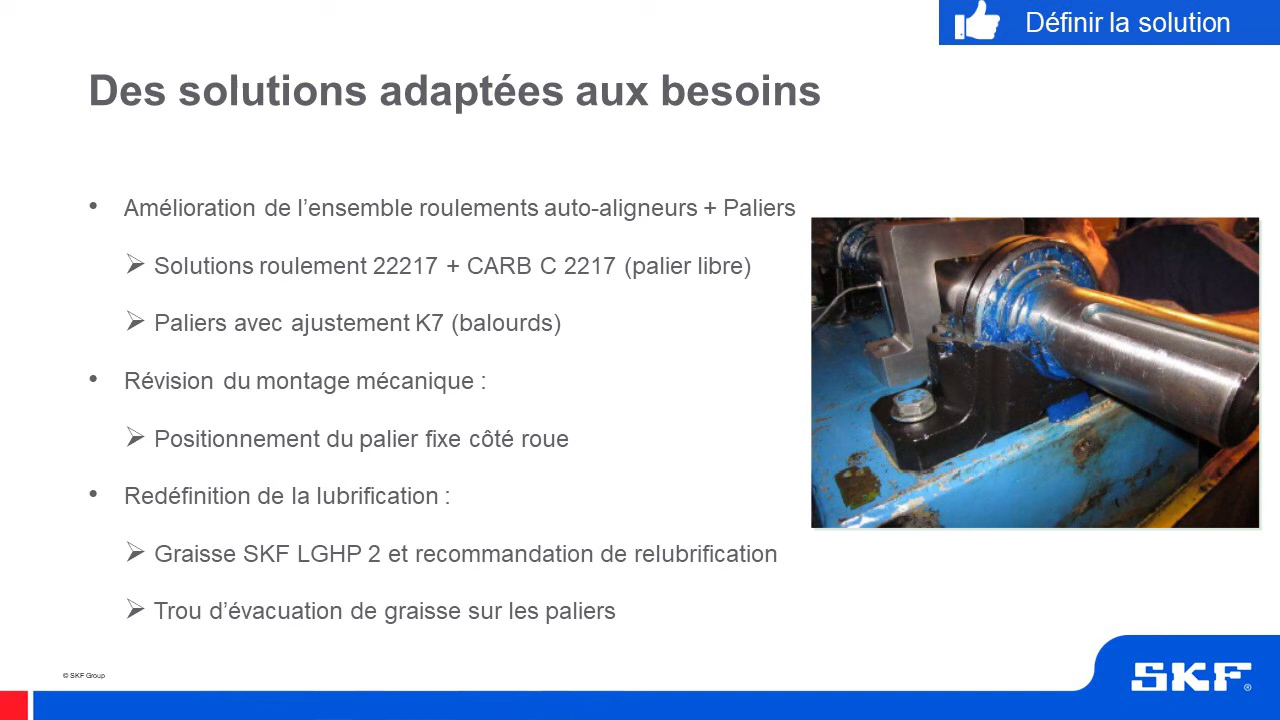 Définir la solution
Des solutions adaptées aux besoins
• Amélioration de l’ensemble roulements auto-aligneurs + Paliers
➢ Solutions roulement 22217 + CARB C 2217 (palier libre)
➢ Paliers avec ajustement K7 (balourds)
• Révision du montage mécanique :
➢ Positionnement du palier fixe côté roue
• Redéfinition de la lubrification :
➢ Graisse SKF LGHP 2 et recommandation de relubrification
➢ Trou d’évacuation de graisse sur les paliers
© SKF Group
SKF®